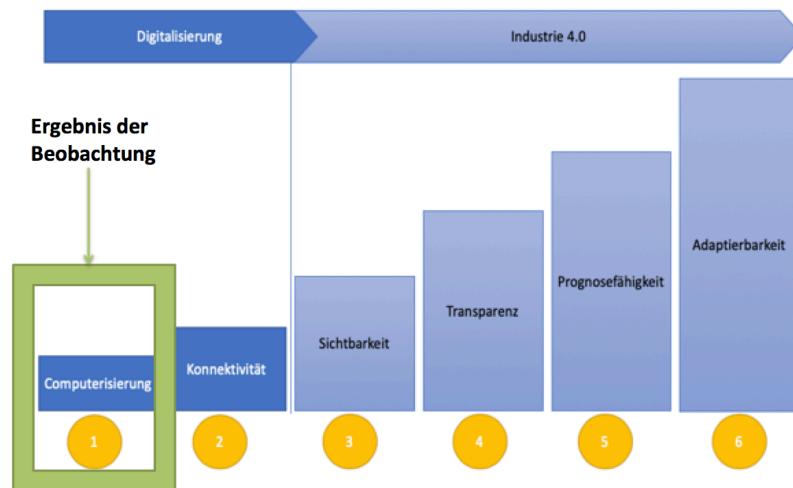 Digitalisierung
Industrie 4.0
Ergebnis der
Beobachtung
Computerisierung
Konnektivität
Sichtbarkeit
Transparenz
Prognosefähigkeit
Adaptierbarkeit
1
2
3
4
5
6